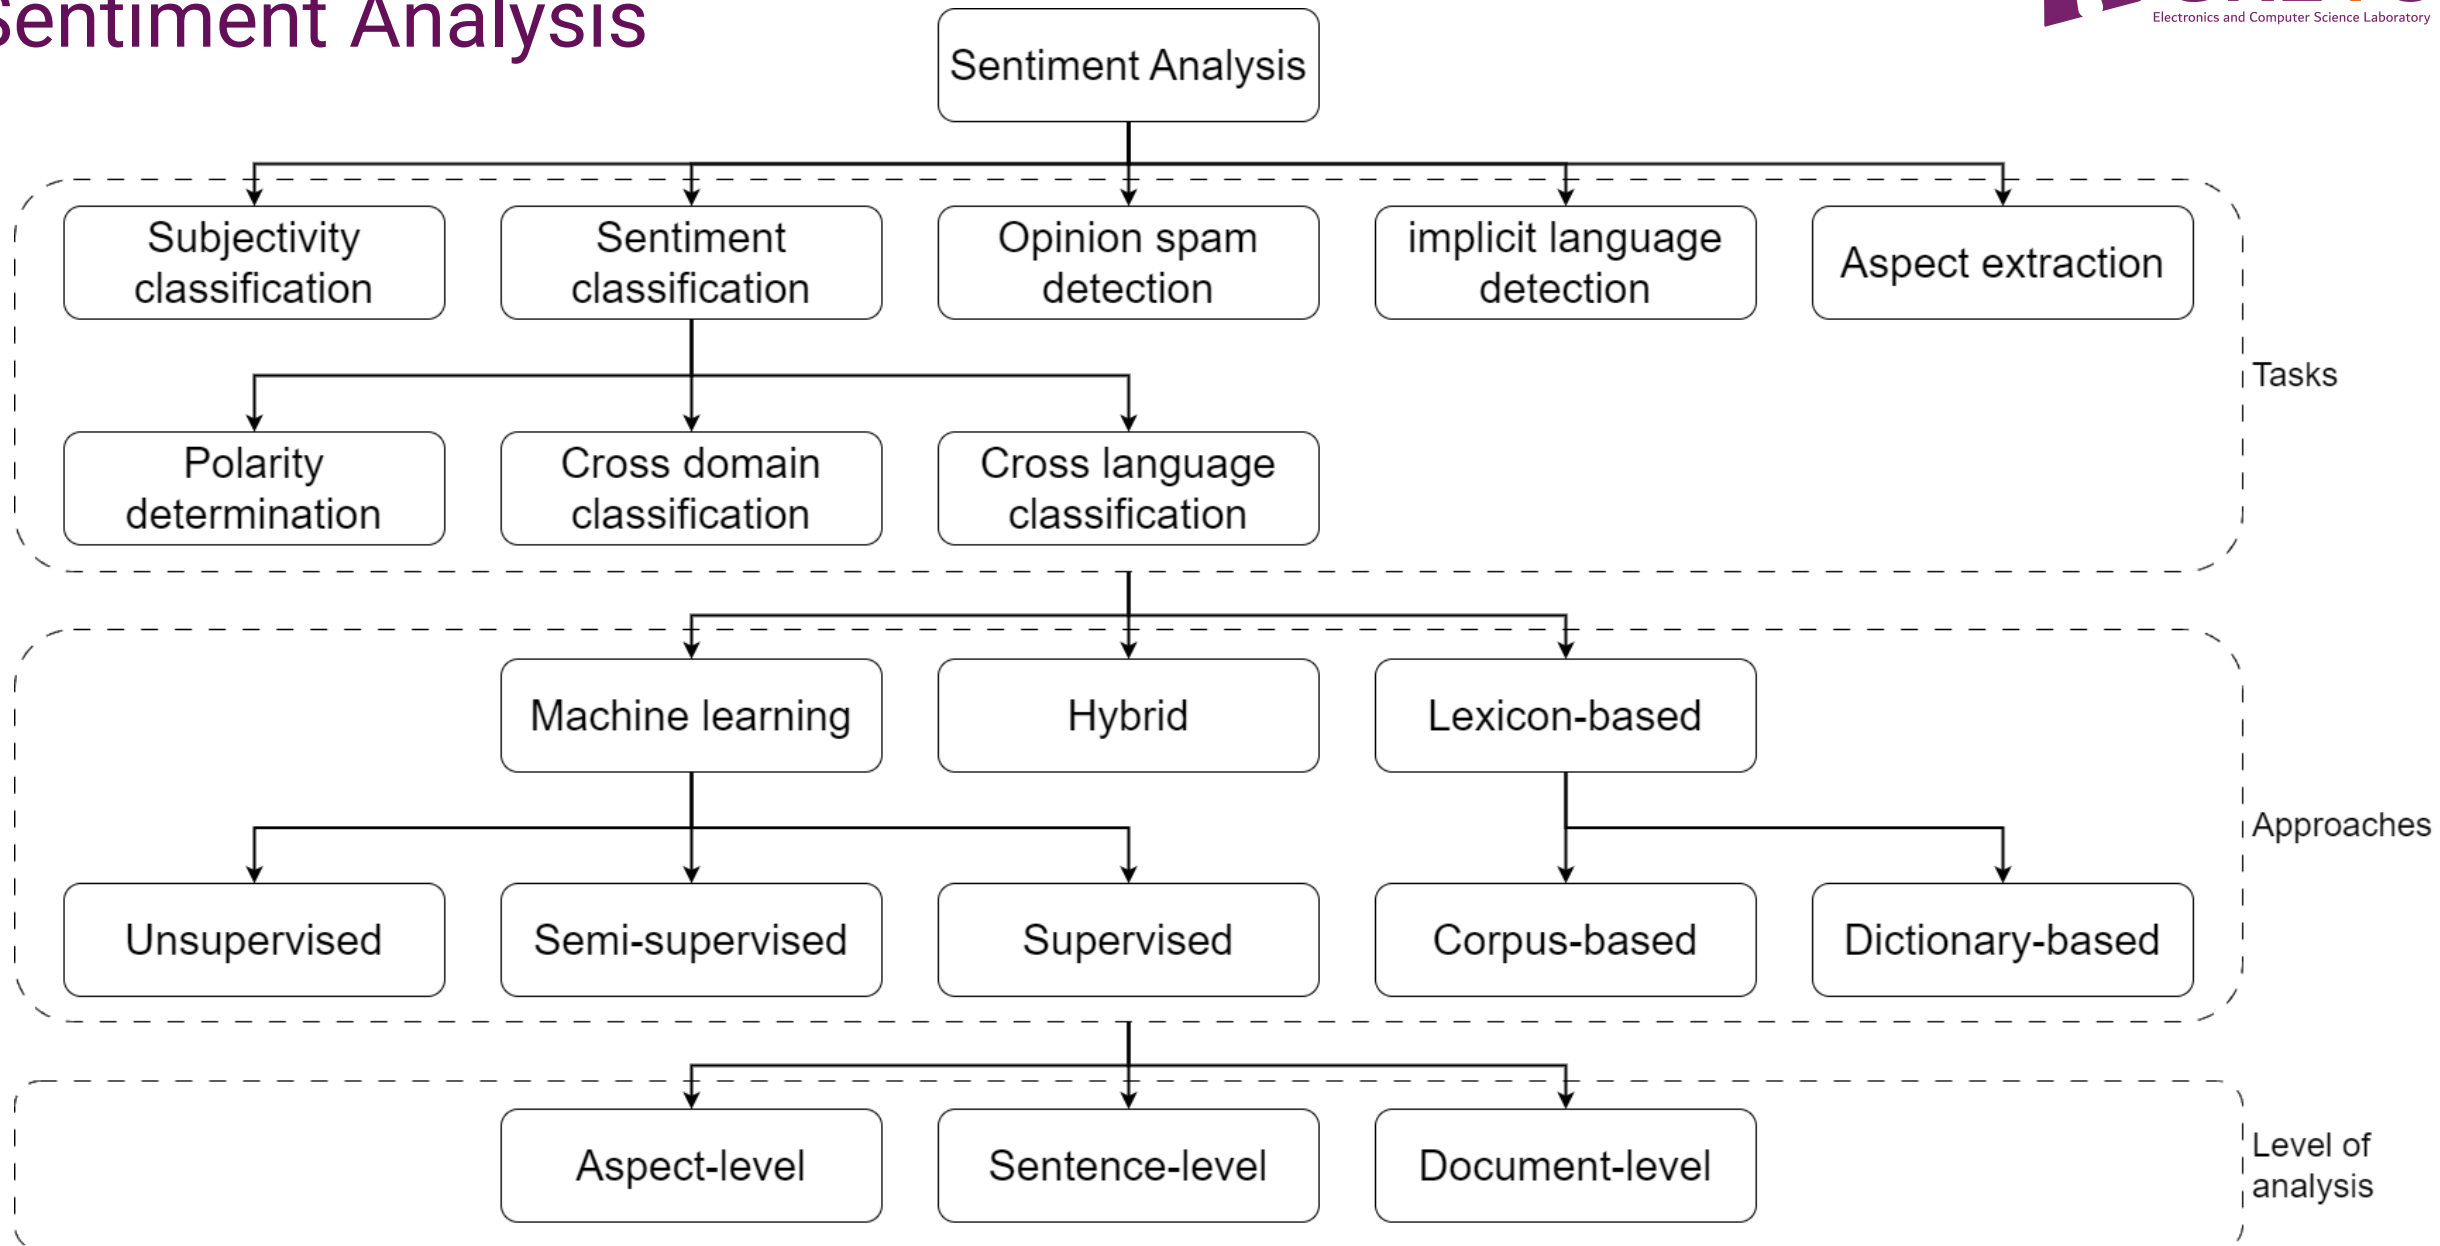 Sentiment Analysis
Electronics and Computer Science Laboratory
Sentiment Analysis
Subjectivity
classification
Sentiment
classification
Opinion spam
detection
implicit language
detection
Aspect extraction
Tasks
Polarity
determination
Cross domain
classification
Cross language
classification
Machine learning
Hybrid
Lexicon-based
Approaches
Unsupervised
Semi-supervised
Supervised
Corpus-based
Dictionary-based
Aspect-level
Sentence-level
Document-level
Level of
analysis